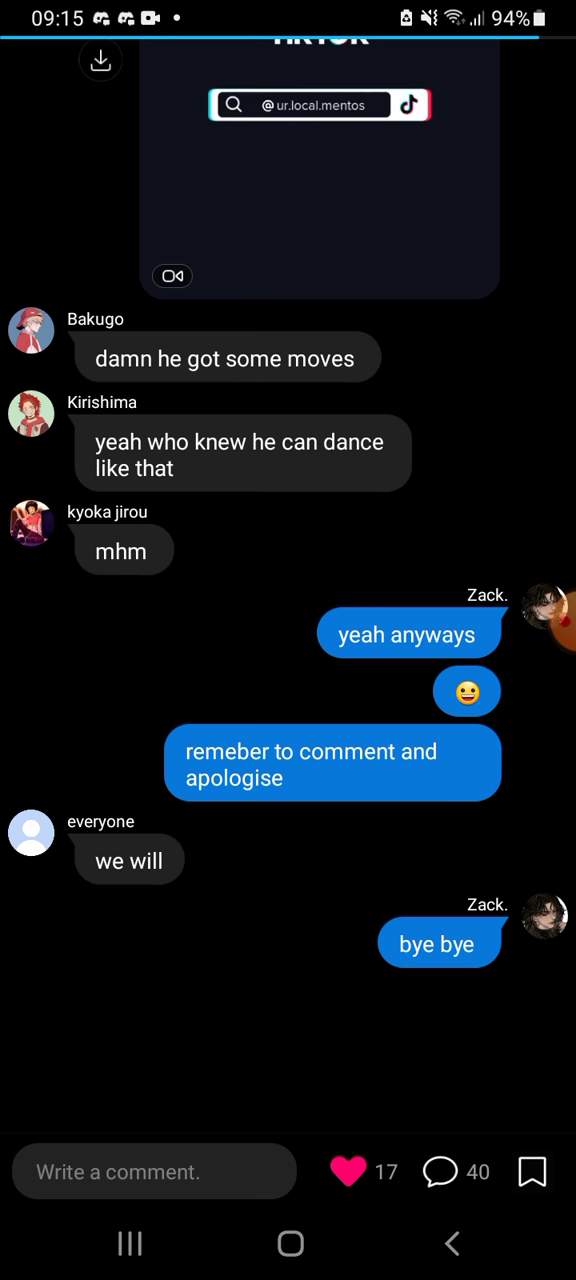 09:15
94%
TIKTOK
@ur.local.mentos
Bakugo
damn he got some moves
Kirishima
yeah who knew he can dance
like that
kyoka jirou
mhm
Zack.
yeah anyways
😀
remeber to comment and
apologise
everyone
we will
Zack.
bye bye
Write a comment.
17
40